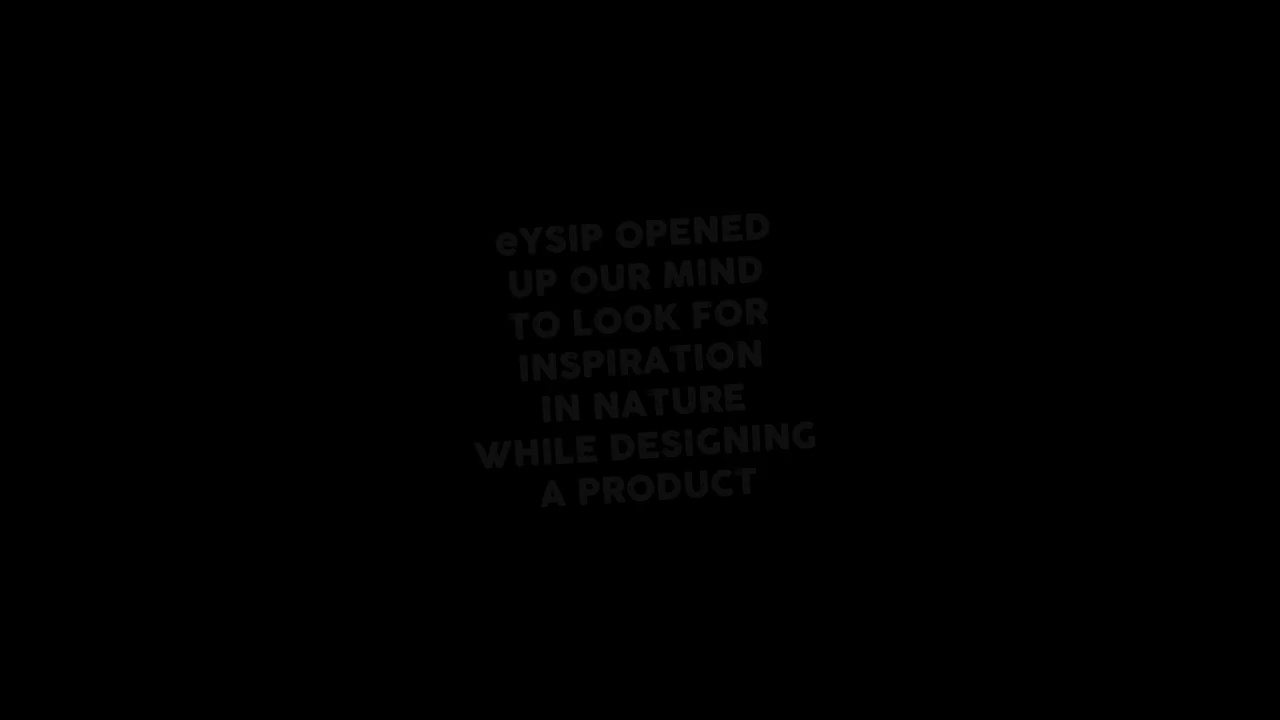 eYSIP OPENED
UP OUR MIND
TO LOOK FOR
INSPIRATION
IN NATURE
WHILE DESIGNING
A PRODUCT